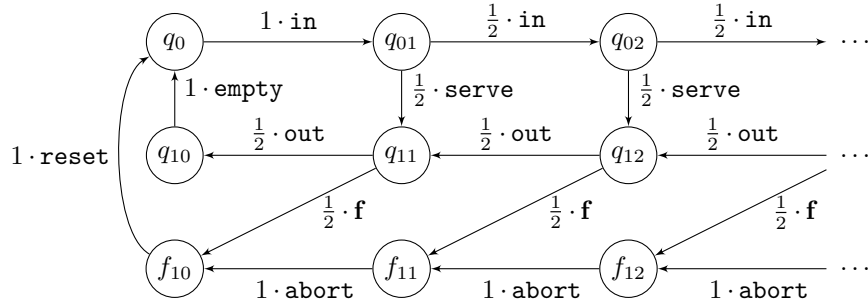 1 · in
1/2 · in
1/2 · in
q₀
q₀₁
q₀₂
···
1 · empty
1/2 · serve
1/2 · serve
1/2 · out
1/2 · out
1/2 · out
1 · reset
q₁₀
q₁₁
q₁₂
···
1/2 · f
1/2 · f
1/2 · f
f₁₀
f₁₁
f₁₂
···
1 · abort
1 · abort
1 · abort